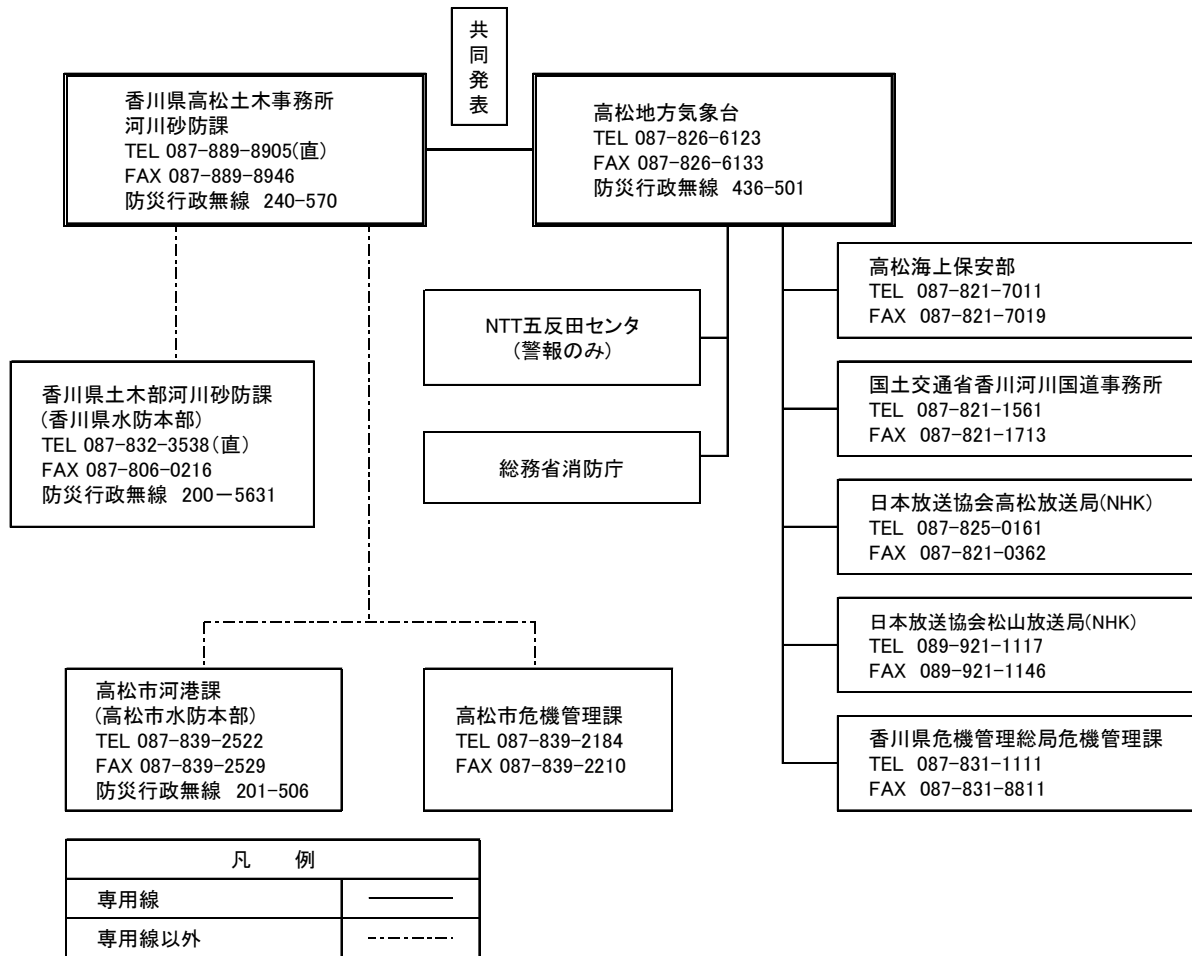 共同発表
香川県高松土木事務所
河川砂防課
TEL 087-889-8905(直)
FAX 087-889-8946
防災行政無線 240-570
高松地方気象台
TEL 087-826-6123
FAX 087-826-6133
防災行政無線 436-501
NTT五反田センタ
(警報のみ)
総務省消防庁
高松海上保安部
TEL 087-821-7011
FAX 087-821-7019
国土交通省香川河川国道事務所
TEL 087-821-1561
FAX 087-821-1713
日本放送協会高松放送局(NHK)
TEL 087-825-0161
FAX 087-821-0362
日本放送協会松山放送局(NHK)
TEL 089-921-1117
FAX 089-921-1146
香川県危機管理総局危機管理課
TEL 087-831-1111
FAX 087-831-8811
香川県土木部河川砂防課
(香川県水防本部)
TEL 087-832-3538(直)
FAX 087-806-0216
防災行政無線 200-5631
高松市河港課
(高松市水防本部)
TEL 087-839-2522
FAX 087-839-2529
防災行政無線 201-506
高松市危機管理課
TEL 087-839-2184
FAX 087-839-2210
凡 例
専用線
専用線以外